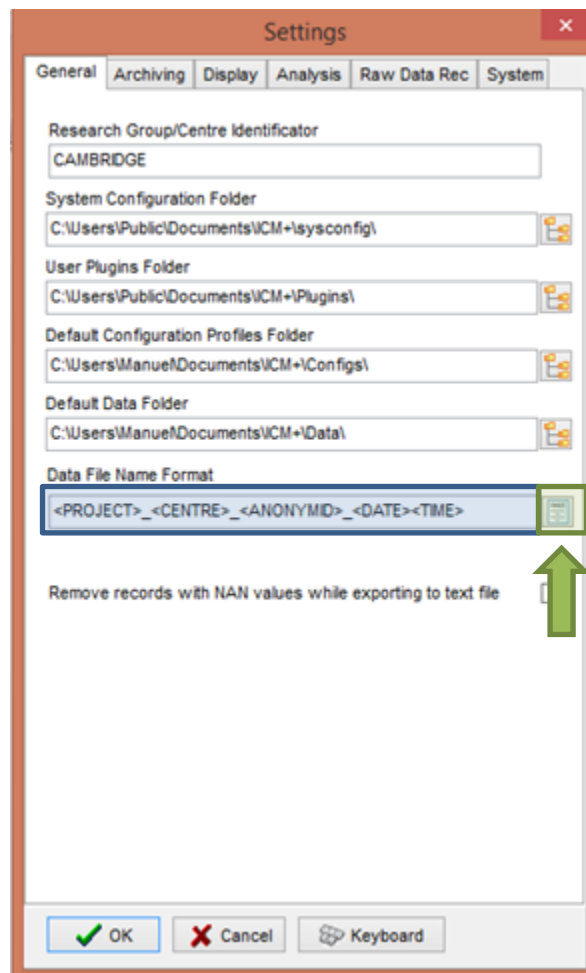 Settings
General Archiving Display Analysis Raw Data Rec System
Research Group/Centre Identificator
CAMBRIDGE
System Configuration Folder
C:\Users\Public\Documents\ICM+\sysconfig\
User Plugins Folder
C:\Users\Public\Documents\ICM+\Plugins\
Default Configuration Profiles Folder
C:\Users\Manuel\Documents\ICM+\Configs\
Default Data Folder
C:\Users\Manuel\Documents\ICM+\Data\
Data File Name Format
<PROJECT>_<CENTRE>_<ANONYMID>_<DATE><TIME>
Remove records with NAN values while exporting to text file
OK Cancel Keyboard